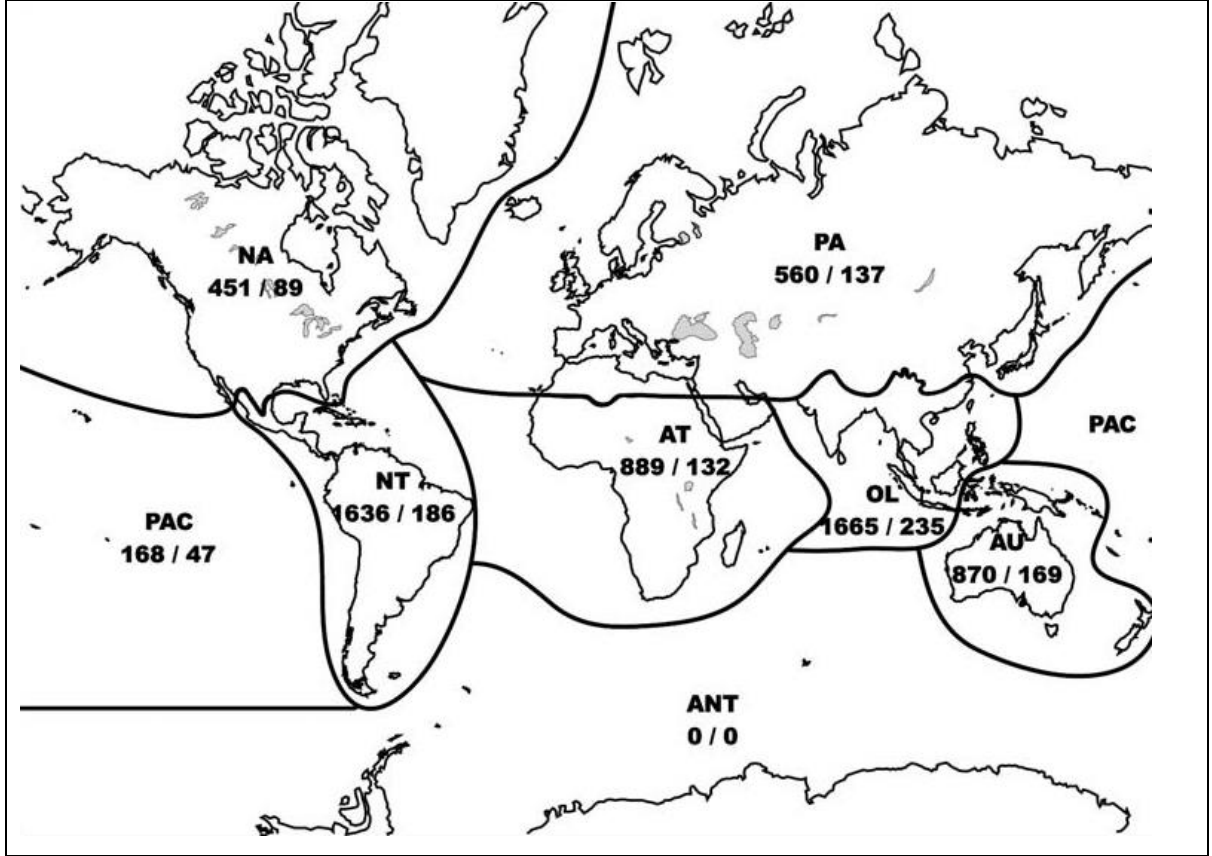 NA
451 / 89
PA
560 / 137
PAC
AT
889 / 132
NT
1636 / 186
OL
1665 / 235
PAC
168 / 47
AU
870 / 169
ANT
0 / 0